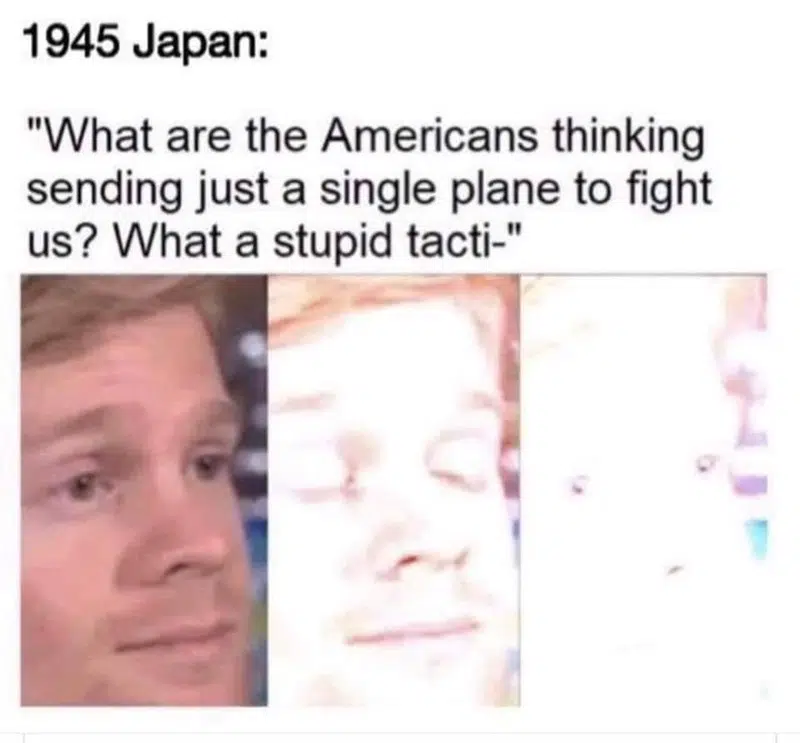 1945 Japan:
"What are the Americans thinking
sending just a single plane to fight
us? What a stupid tacti-"